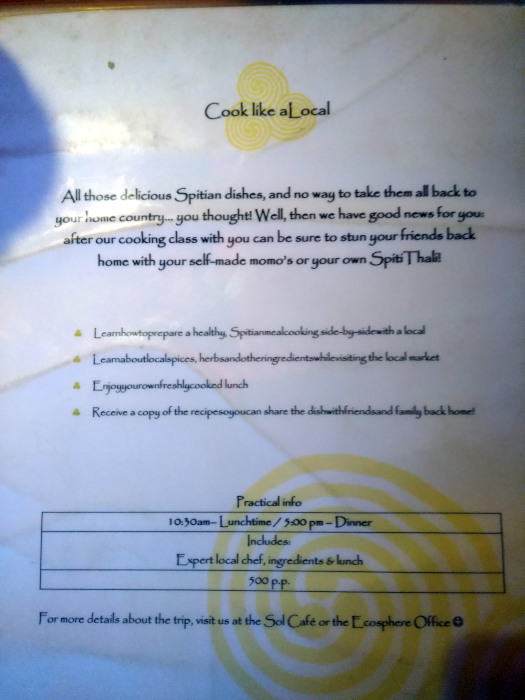 Cook like aLocal
All those delicious Spitian dishes, and no way to take them all back to
your home country... you thought! Well, then we have good news for you:
after our cooking class with you can be sure to stun your friends back
home with your self-made momo's or your own Spiti Thali!
Learnhowtoprepare a healthy, Spitianmealcooking side-by-sidewith a local
Learnaboutlocalspices, herbsandotheringredientswhilevisiting the local market
Enjoyyourownfreshlycooked lunch
Receive a copy of the recipesoyoucan share the dishwithfriendsand family back home!
Practical info
10:30am– Lunchtime / 5:00 pm – Dinner
Includes:
Expert local chef, ingredients & lunch
500 p.p.
For more details about the trip, visit us at the Sol Café or the Ecosphere Office